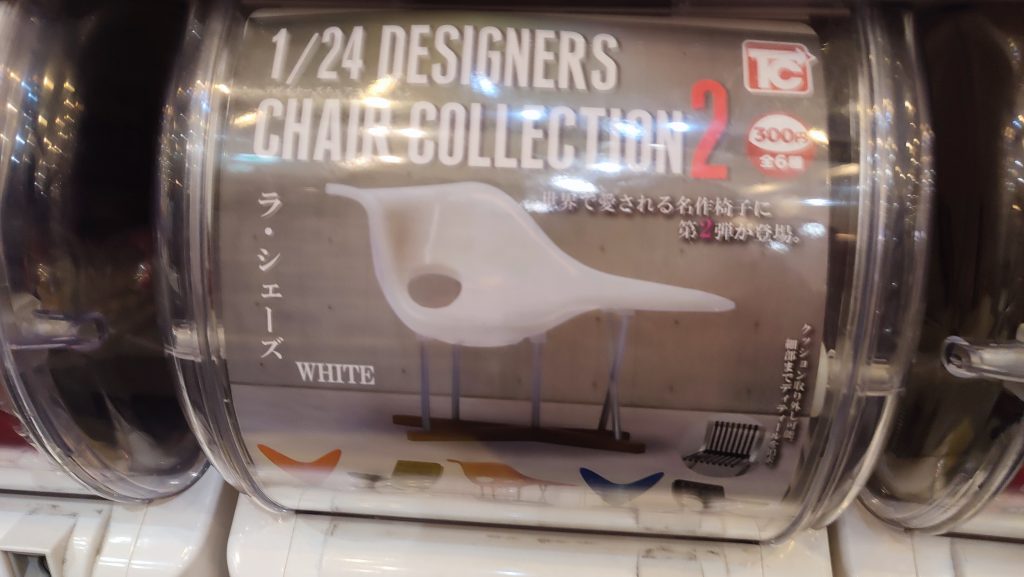 1/24 DESIGNERS
CHAIR COLLECTION 2
TC
300円
全6種
世界で愛される名作椅子に
第2弾が登場。
ラ・シェーズ
WHITE